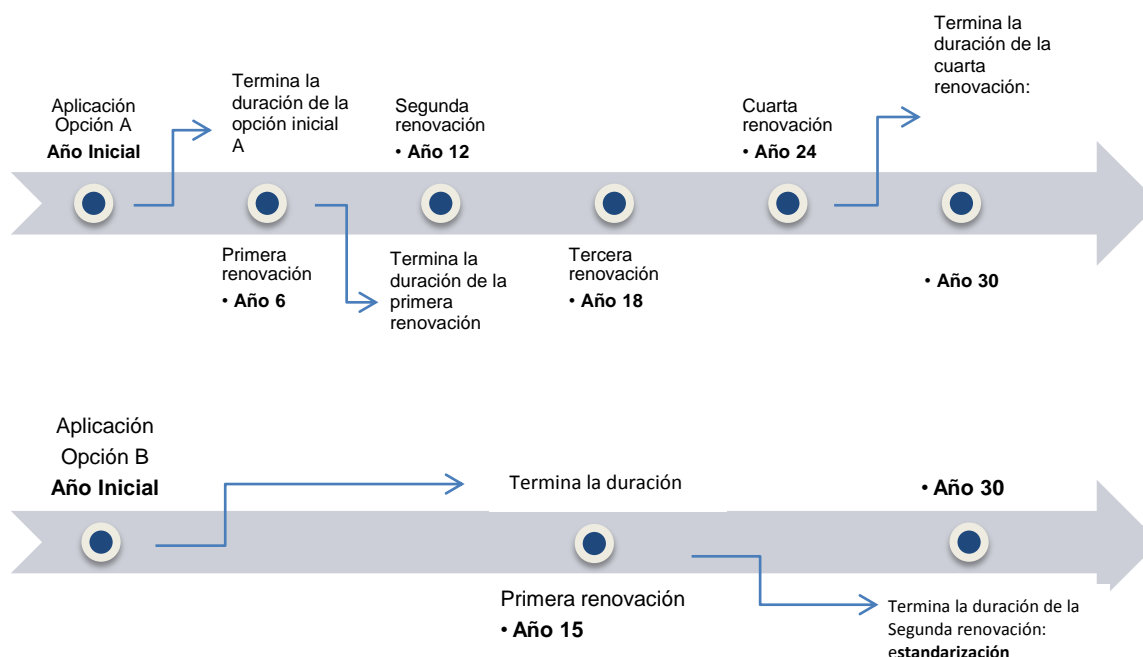 Aplicación
Opción A
Año Inicial
Termina la
duración de la
opción inicial
A
Segunda
renovación
• Año 12
Cuarta
renovación
• Año 24
Termina la
duración de la
cuarta
renovación:
Primera
renovación
• Año 6
Termina la
duración de la
primera
renovación
Tercera
renovación
• Año 18
• Año 30
Aplicación
Opción B
Año Inicial
Termina la duración
• Año 30
Primera renovación
• Año 15
Termina la duración de la
Segunda renovación:
estandarización